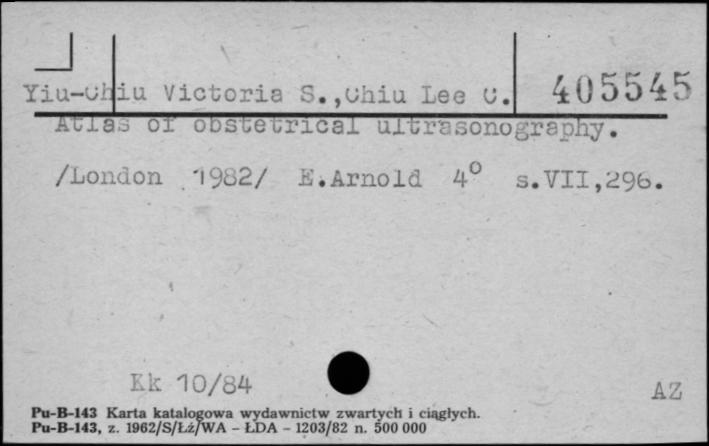 Yiu-Chiu Victoria S.,Chiu Lee C. 405545
Atlas of obstetrical ultrasonography.
/London 1982/ E.Arnold 4° s.VII,296.
Kk 10/84
AZ
Pu-B-143 Karta katalogowa wydawnictw zwartych i ciągłych.
Pu-B-143, z. 1962/S/Łź/WA – ŁDA – 1203/82 n. 500 000